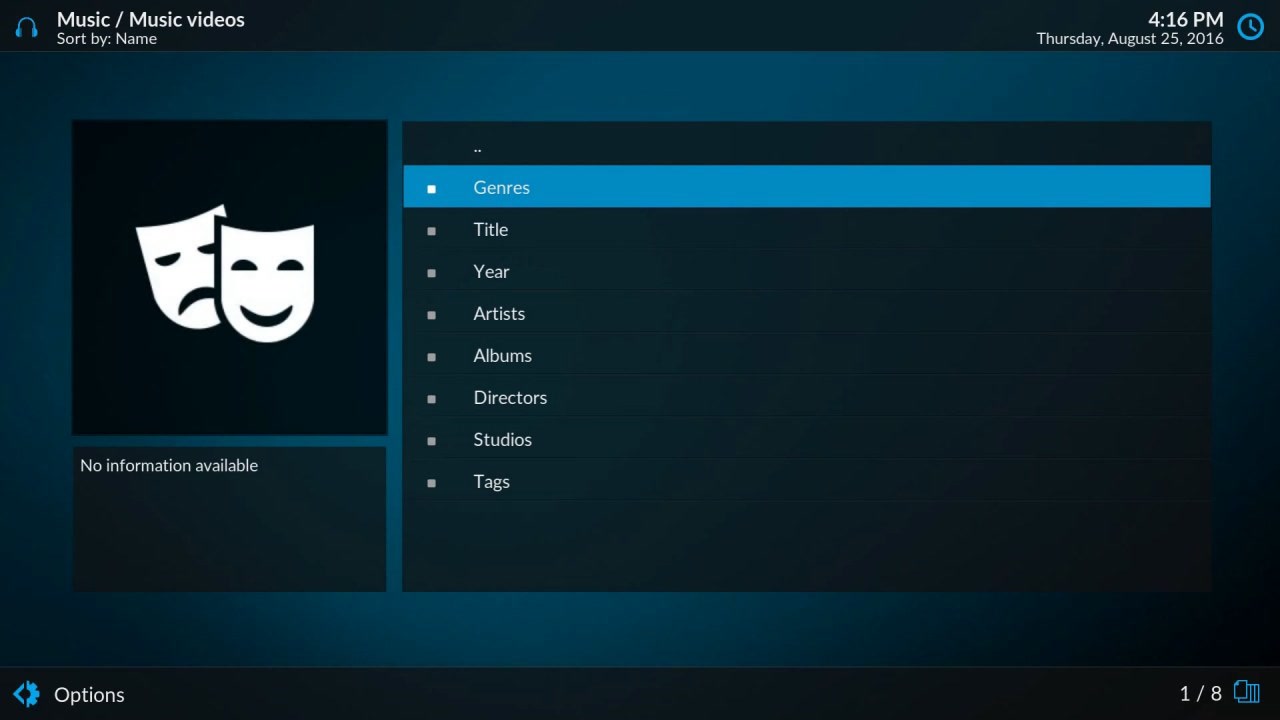 Music / Music videos
Sort by: Name
4:16 PM
Thursday, August 25, 2016
..
Genres
Title
Year
Artists
Albums
Directors
Studios
Tags
No information available
Options
1 / 8